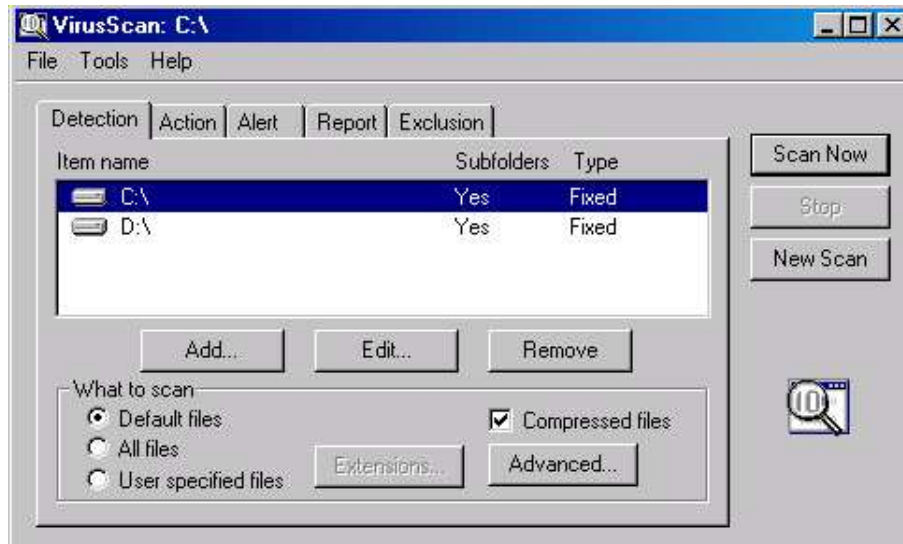 VirusScan: C:\
File Tools Help
Detection Action Alert Report Exclusion
Item name Subfolders Type
C:\ Yes Fixed
D:\ Yes Fixed
Add... Edit... Remove
What to scan
Default files
All files
User specified files
Compressed files
Extensions... Advanced...
Scan Now
Stop
New Scan